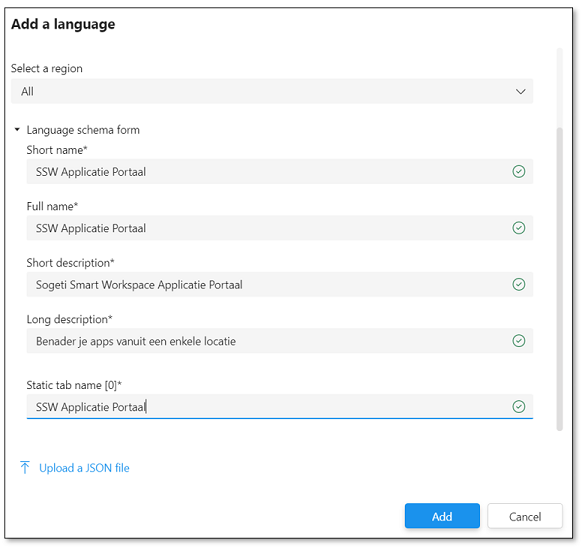 Add a language
Select a region
All
Language schema form
Short name*
SSW Applicatie Portaal
Full name*
SSW Applicatie Portaal
Short description*
Sogeti Smart Workspace Applicatie Portaal
Long description*
Benader je apps vanuit een enkele locatie
Static tab name [0]*
SSW Applicatie Portaal
Upload a JSON file
Add Cancel